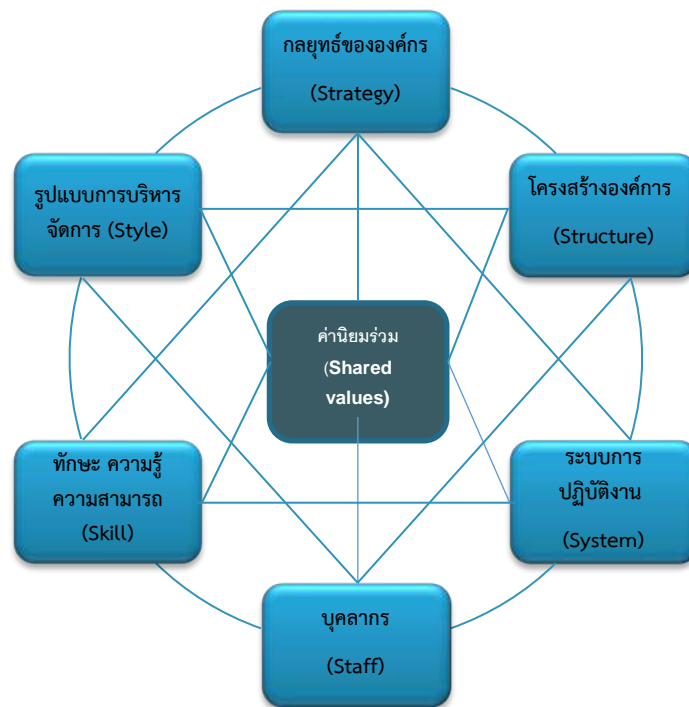 กลยุทธ์ขององค์กร
(Strategy)
รูปแบบการบริหาร
จัดการ (Style)
โครงสร้างองค์การ
(Structure)
ค่านิยมร่วม
(Shared
values)
ทักษะ ความรู้
ความสามารถ
(Skill)
ระบบการ
ปฏิบัติงาน
(System)
บุคลากร
(Staff)